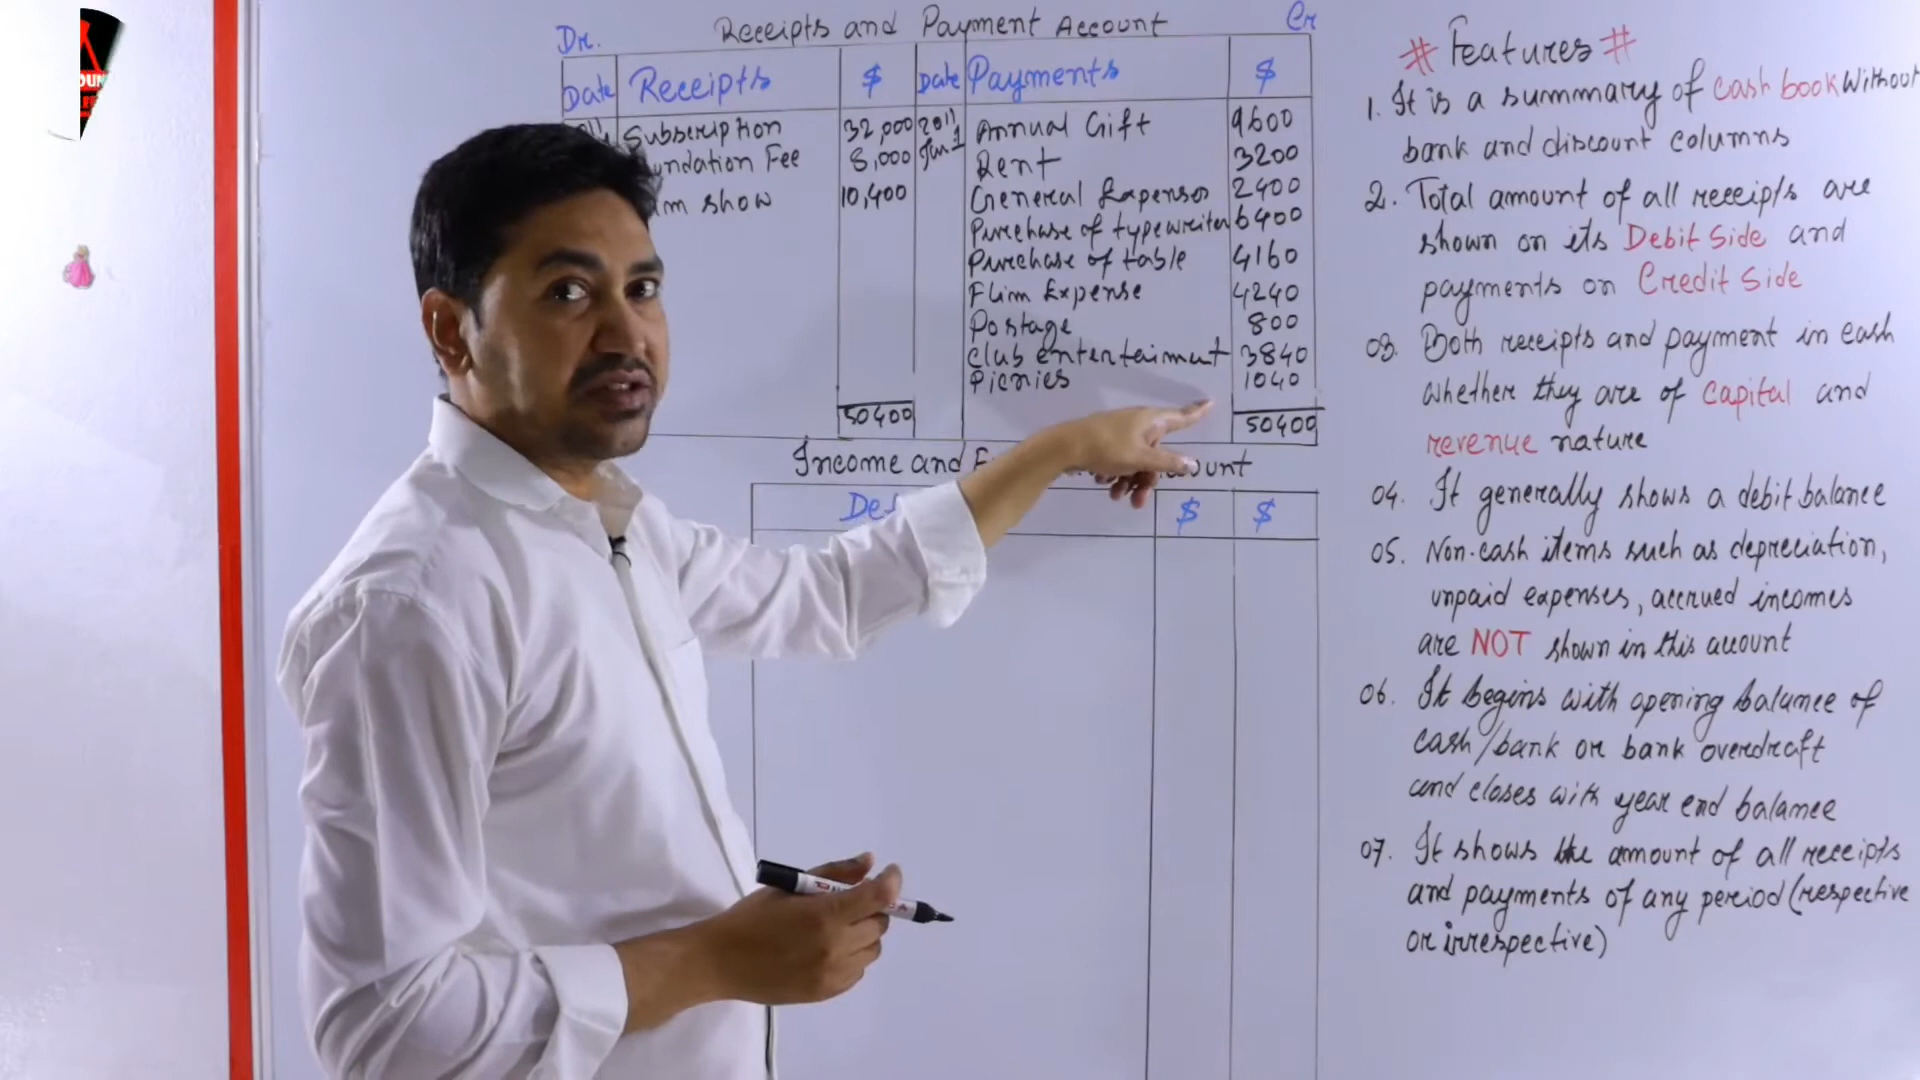 Dr. Receipts and Payment Account Cr
Date Receipts $ Date Payments $
Subscription 32,000 2011 Annual Gift 9600
undation Fee 8,000 Jan 1 Rent 3200
lm show 10,400 General Expenses 2400
Purchase of typewriter 6400
Purchase of table 4160
Flim Expense 4240
Postage 800
Club entertainment 3840
Picnics 1040
50400 50400
Income and E ount
Des $ $
# Features #
1. It is a summary of cash book without
bank and discount columns
2. Total amount of all receipts are
shown on its Debit Side and
payments on Credit Side
03. Both receipts and payment in cash
whether they are of capital and
revenue nature
04. It generally shows a debit balance
05. Non-cash items such as depreciation,
unpaid expenses, accrued incomes
are NOT shown in this account
06. It begins with opening balance of
cash/bank or bank overdraft
and closes with year end balance
07. It shows the amount of all receipts
and payments of any period (respective
or irrespective)